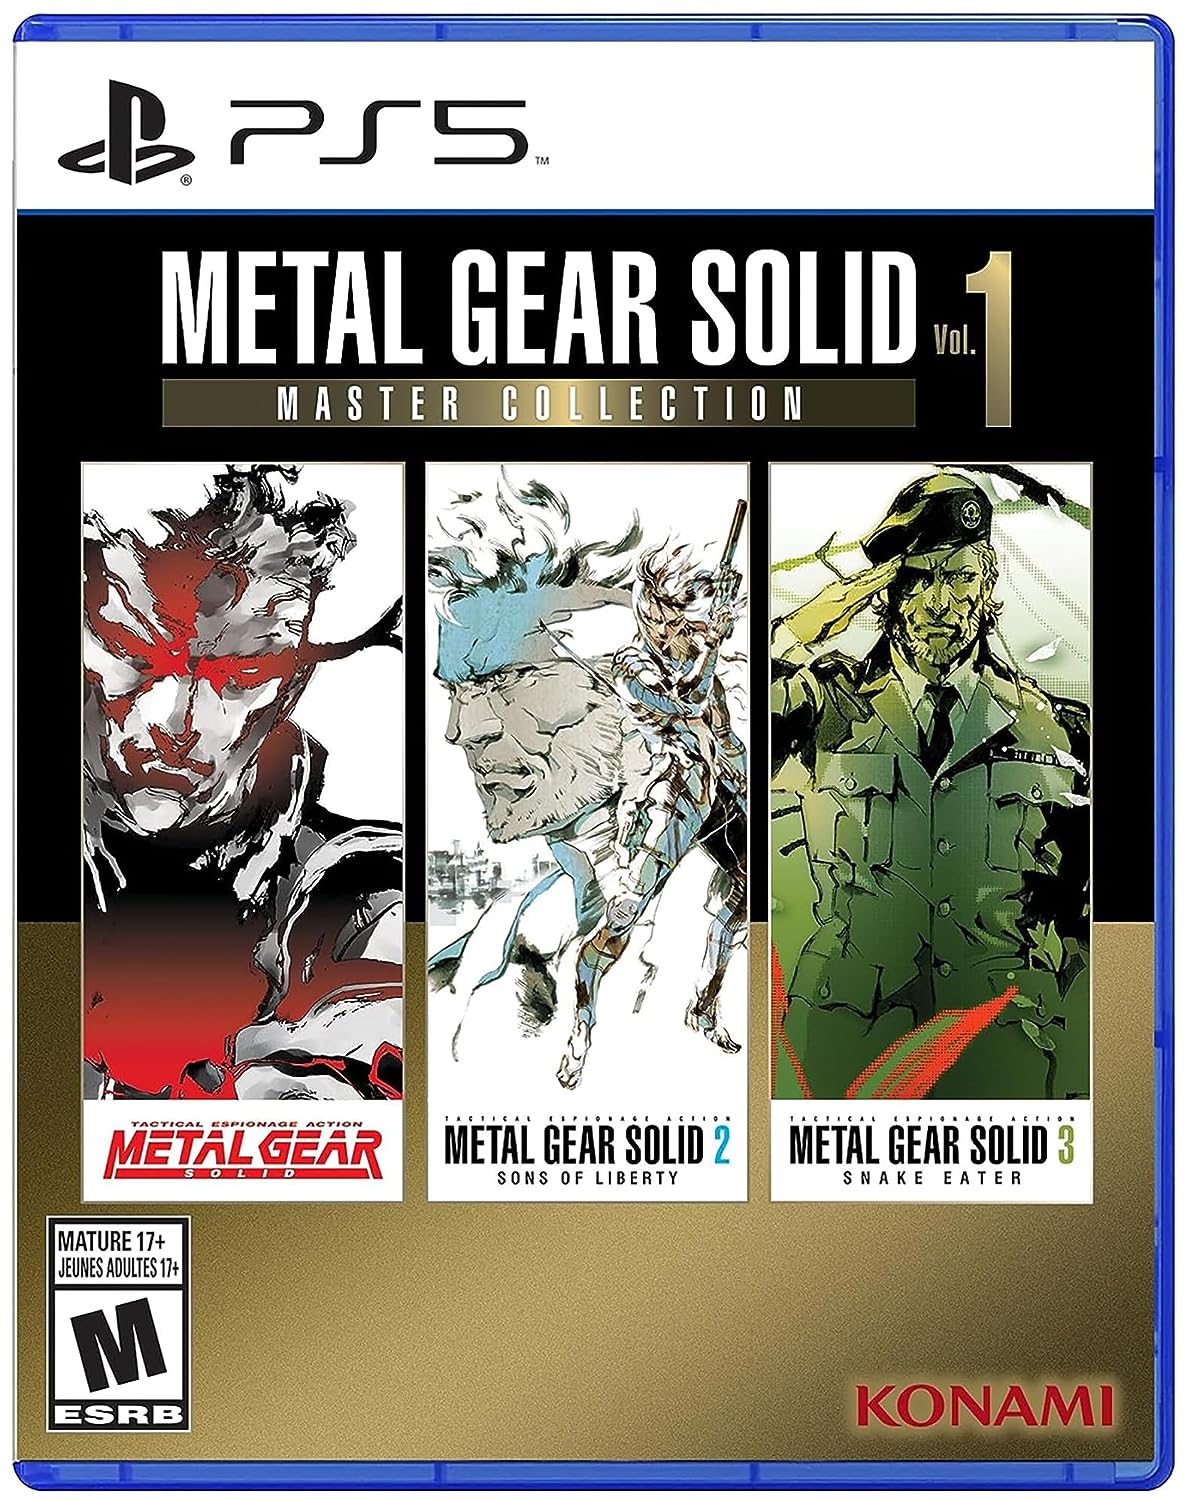 PS5™
METAL GEAR SOLID Vol. 1
MASTER COLLECTION
TACTICAL ESPIONAGE ACTION
METAL GEAR
SOLID
TACTICAL ESPIONAGE ACTION
METAL GEAR SOLID 2
SONS OF LIBERTY
TACTICAL ESPIONAGE ACTION
METAL GEAR SOLID 3
SNAKE EATER
MATURE 17+
JEUNES ADULTES 17+
M
ESRB
KONAMI